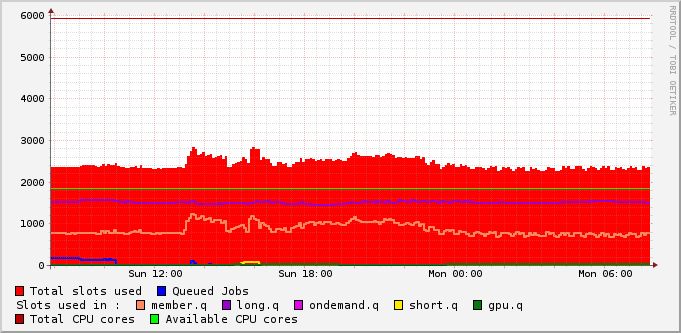 6000
5000
4000
3000
2000
1000
0
Sun 12:00 Sun 18:00 Mon 00:00 Mon 06:00
RRDTOOL / TOBI OETIKER
Total slots used Queued Jobs
Slots used in : member.q long.q ondemand.q short.q gpu.q
Total CPU cores Available CPU cores